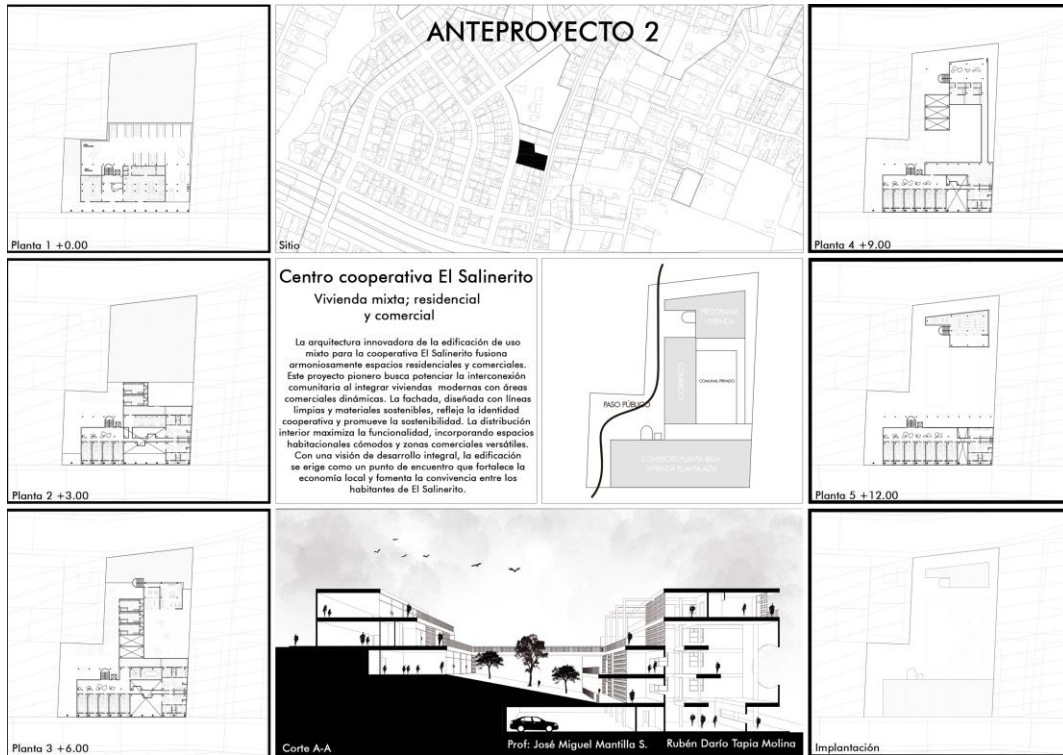 ANTEPROYECTO 2
Planta 1 +0.00
Sitio
Planta 4 +9.00
Centro cooperativa El Salinerito
Vivienda mixta; residencial
y comercial
La arquitectura innovadora de la edificación de uso
mixto para la cooperativa El Salinerito fusiona
armoniosamente espacios residenciales y comerciales.
Este proyecto pionero busca potenciar la interconexión
comunitaria al integrar viviendas modernas con áreas
comerciales dinámicas. La fachada, diseñada con líneas
limpias y materiales sostenibles, refleja la identidad
cooperativa y promueve la sostenibilidad. La distribución
interior maximiza la funcionalidad, incorporando espacios
habitacionales cómodos y zonas comerciales versátiles.
Con una visión de desarrollo integral, la edificación
se erige como un punto de encuentro que fortalece la
economía local y fomenta la convivencia entre los
habitantes de El Salinerito.
PROGRAMA
VIVIENDA
COMERCIO
COMUNAL PRIVADO
PASO PÚBLICO
COMERCIO PLANTA BAJA
VIVIENDA PLANTA ALTA
Planta 2 +3.00
Planta 5 +12.00
Planta 3 +6.00
Corte A-A
Prof: José Miguel Mantilla S.
Rubén Darío Tapia Molina
Implantación